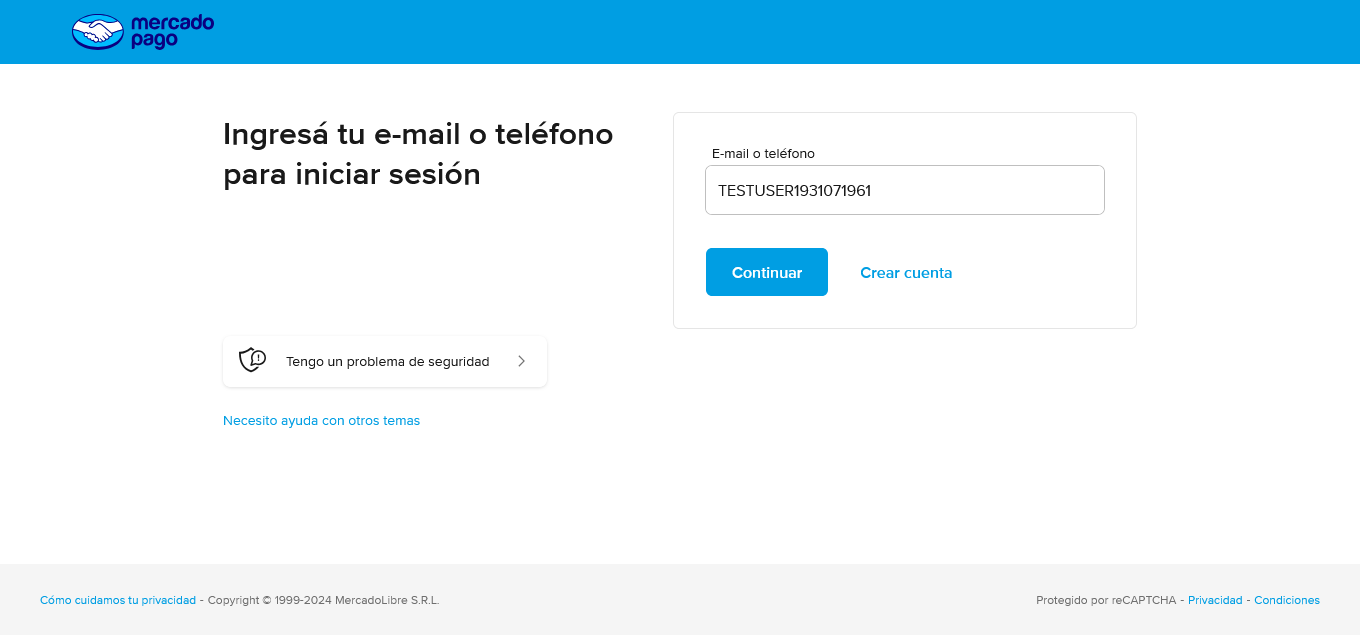 mercado
pago
Ingresá tu e-mail o teléfono
para iniciar sesión
E-mail o teléfono
TESTUSER1931071961
Continuar
Crear cuenta
Tengo un problema de seguridad
Necesito ayuda con otros temas
Cómo cuidamos tu privacidad - Copyright © 1999-2024 MercadoLibre S.R.L.
Protegido por reCAPTCHA - Privacidad - Condiciones